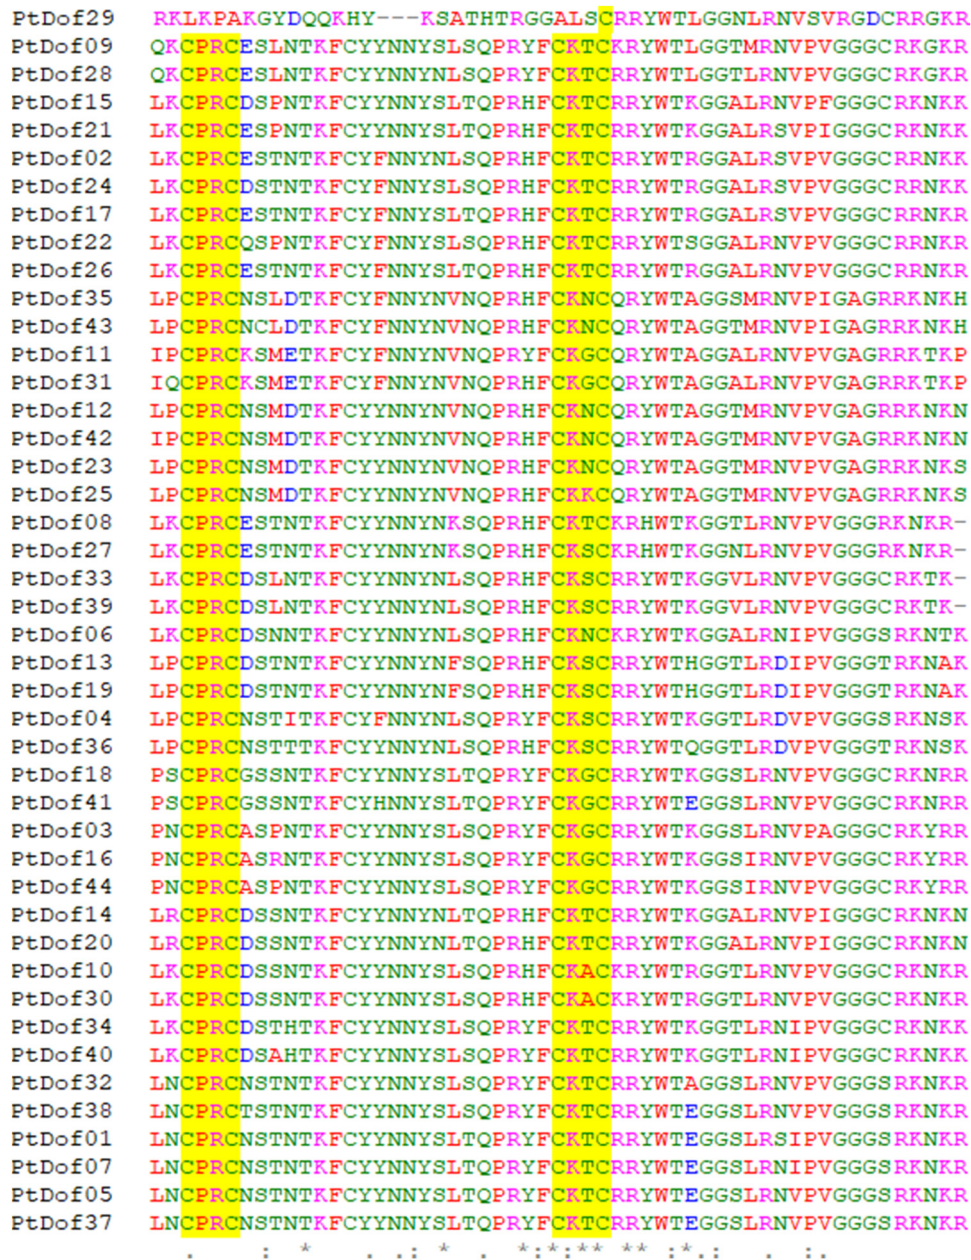 PtDof29 RKLKPAKGYDQQKHY---KSATHTRGGALSCRRYWTLGGNLRNVSVRGDCRRGKR
PtDof09 QKCPRCESLNTKFCYYNNYSLSQPRYFCKTCKRYWTLGGTMRNVPVGGGCRKGKR
PtDof28 QKCPRCESLNTKFCYYNNYNLSQPRYFCKTCRRYWTLGGTLRNVPVGGGCRKGKR
PtDof15 LKCPRCDSPNTKFCYYNNYSLTQPRHFCKTCRRYWTKGGALRNVPFGGGCRKNKK
PtDof21 LKCPRCESPNTKFCYYNNYSLTQPRHFCKTCRRYWTKGGALRSVPIGGGCRKNKK
PtDof02 LKCPRCESTNTKFCYFNNYNLSQPRHFCKTCRRYWTRGGALRSVPVGGGCRRNKK
PtDof24 LKCPRCDSTNTKFCYFNNYSLSQPRHFCKTCRRYWTRGGALRSVPVGGGCRRNKK
PtDof17 LKCPRCESTNTKFCYFNNYSLTQPRHFCKTCRRYWTRGGALRSVPVGGGCRRNKR
PtDof22 LKCPRCQSPNTKFCYFNNYSLSQPRHFCKTCRRYWTSGGALRNVPVGGGCRRNKR
PtDof26 LKCPRCESTNTKFCYFNNYSLTQPRHFCKTCRRYWTRGGALRNVPVGGGCRRNKR
PtDof35 LPCPRCNSLDTKFCYFNNYNVNQPRHFCKNCQRYWTAGGSMRNVPIGAGRRKNKH
PtDof43 LPCPRCNCLDTKFCYFNNYNVNQPRHFCKNCQRYWTAGGTMRNVPIGAGRRKNKH
PtDof11 IPCPRCKSMETKFCYFNNYNVNQPRYFCKGCQRYWTAGGALRNVPVGAGRRKTKP
PtDof31 IQCPRCKSMETKFCYFNNYNVNQPRHFCKGCQRYWTAGGALRNVPVGAGRRKTKP
PtDof12 LPCPRCNSMDTKFCYYNNYNVNQPRHFCKNCQRYWTAGGTMRNVPVGAGRRKNKN
PtDof42 IPCPRCNSMDTKFCYYNNYNVNQPRHFCKNCQRYWTAGGTMRNVPVGAGRRKNKN
PtDof23 LPCPRCNSMDTKFCYYNNYNVNQPRHFCKNCQRYWTAGGTMRNVPVGAGRRKNKS
PtDof25 LPCPRCNSMDTKFCYYNNYNVNQPRHFCKKCQRYWTAGGTMRNVPVGAGRRKNKS
PtDof08 LKCPRCESTNTKFCYYNNYNKSQPRHFCKTCKRHWTKGGTLRNVPVGGGRKNKR-
PtDof27 LKCPRCESTNTKFCYYNNYNKSQPRHFCKSCKRHWTKGGNLRNVPVGGGRKNKR-
PtDof33 LKCPRCDSLNTKFCYYNNYNLSQPRHFCKSCRRYWTKGGVLRNVPVGGGCRKTK-
PtDof39 LKCPRCDSLNTKFCYYNNYNLSQPRHFCKSCRRYWTKGGVLRNVPVGGGCRKTK-
PtDof06 LKCPRCDSNNTKFCYYNNYNLSQPRHFCKNCKRYWTKGGALRNIPVGGGSRKNTK
PtDof13 LPCPRCDSTNTKFCYYNNYNFSQPRHFCKSCRRYWTHGGTLRDIPVGGGTRKNAK
PtDof19 LPCPRCDSTNTKFCYYNNYNFSQPRHFCKSCRRYWTHGGTLRDIPVGGGTRKNAK
PtDof04 LPCPRCNSTITKFCYFNNYNLSQPRYFCKSCRRYWTKGGTLRDVPVGGGSRKNSK
PtDof36 LPCPRCNSTTTKFCYYNNYNLSQPRHFCKSCRRYWTQGGTLRDVPVGGGTRKNSK
PtDof18 PSCPRCGSSNTKFCYYNNYSLTQPRYFCKGCRRYWTKGGSLRNVPVGGGCRKNRR
PtDof41 PSCPRCGSSNTKFCYHNNYSLTQPRYFCKGCRRYWTEGGSLRNVPVGGGCRKNRR
PtDof03 PNCPRCASPNTKFCYYNNYSLSQPRYFCKGCRRYWTKGGSLRNVPAGGGCRKYRR
PtDof16 PNCPRCASRNTKFCYYNNYSLSQPRYFCKGCRRYWTKGGSIRNVPVGGGCRKYRR
PtDof44 PNCPRCASPNTKFCYYNNYSLSQPRYFCKGCRRYWTKGGSIRNVPVGGGCRKYRR
PtDof14 LRCPRCDSSNTKFCYYNNYNLTQPRHFCKTCRRYWTKGGALRNVPIGGGCRKNKN
PtDof20 LRCPRCDSSNTKFCYYNNYNLTQPRHFCKTCRRYWTKGGALRNVPIGGGCRKNKN
PtDof10 LKCPRCDSSNTKFCYYNNYSLSQPRHFCKACKRYWTRGGTLRNVPVGGGCRKNKR
PtDof30 LKCPRCDSSNTKFCYYNNYSLSQPRHFCKACKRYWTRGGTLRNVPVGGGCRKNKR
PtDof34 LKCPRCDSTHTKFCYYNNYSLSQPRYFCKTCRRYWTKGGTLRNIPVGGGCRKNKK
PtDof40 LKCPRCDSAHTKFCYYNNYSLSQPRYFCKTCRRYWTKGGTLRNIPVGGGCRKNKK
PtDof32 LNCPRCNSTNTKFCYYNNYSLSQPRYFCKTCRRYWTAGGSLRNVPVGGGSRKNKR
PtDof38 LNCPRCTSTNTKFCYYNNYSLSQPRYFCKTCRRYWTEGGSLRNVPVGGGSRKNKR
PtDof01 LNCPRCNSTNTKFCYYNNYSLTQPRYFCKTCRRYWTEGGSLRSIPVGGGSRKNKR
PtDof07 LNCPRCNSTNTKFCYYNNYSLTQPRYFCKTCRRYWTEGGSLRNIPVGGGSRKNKR
PtDof05 LNCPRCNSTNTKFCYYNNYSLTQPRYFCKTCRRYWTEGGSLRNVPVGGGSRKNKR
PtDof37 LNCPRCNSTNTKFCYYNNYSLTQPRYFCKTCRRYWTEGGSLRNVPVGGGSRKNKR
. : * . .: * . *:*:** ** :*.: . :.